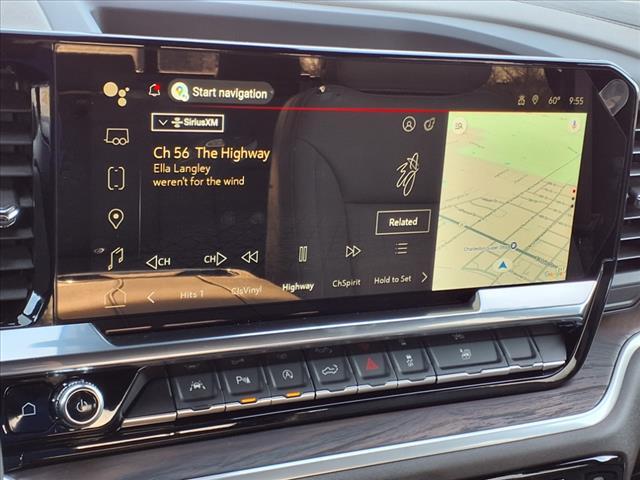 Start navigation
60° 9:55
SiriusXM
Ch 56 The Highway
Ella Langley
weren't for the wind
Related
CH
CH
Hits 1
ClsVinyl
Highway
ChSpirit
Hold to Set
Google
P
A